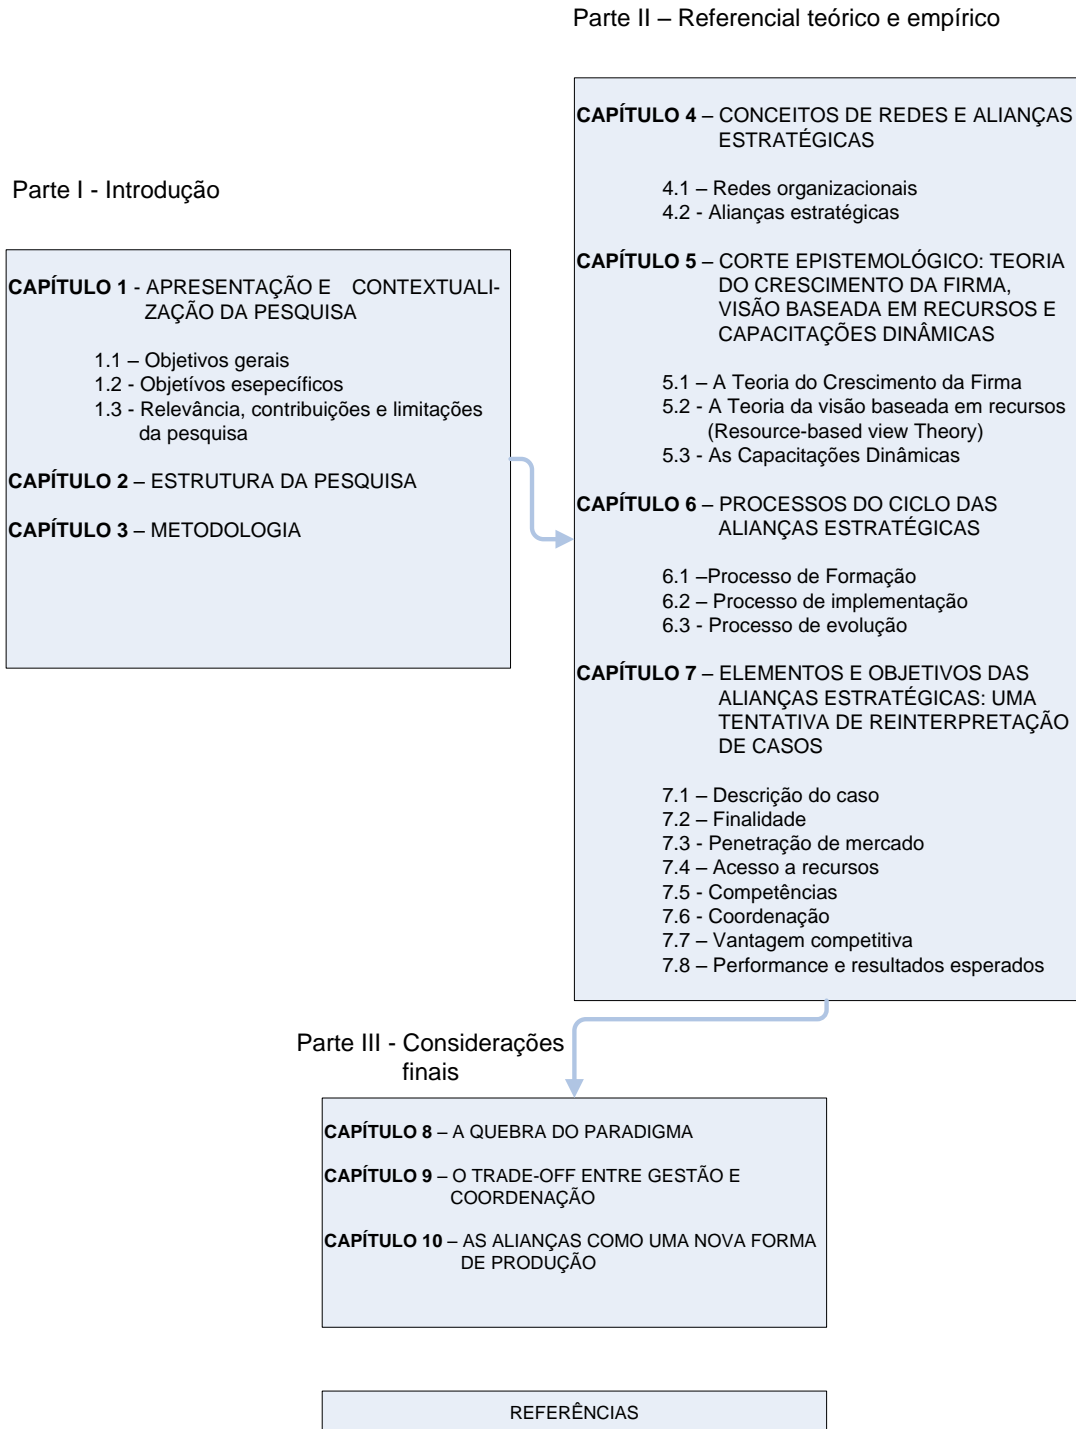 Parte I - Introdução
CAPÍTULO 1 - APRESENTAÇÃO E CONTEXTUALI-
ZAÇÃO DA PESQUISA
1.1 – Objetivos gerais
1.2 - Objetívos esepecíficos
1.3 - Relevância, contribuições e limitações
da pesquisa
CAPÍTULO 2 – ESTRUTURA DA PESQUISA
CAPÍTULO 3 – METODOLOGIA
Parte II – Referencial teórico e empírico
CAPÍTULO 4 – CONCEITOS DE REDES E ALIANÇAS
ESTRATÉGICAS
4.1 – Redes organizacionais
4.2 - Alianças estratégicas
CAPÍTULO 5 – CORTE EPISTEMOLÓGICO: TEORIA
DO CRESCIMENTO DA FIRMA,
VISÃO BASEADA EM RECURSOS E
CAPACITAÇÕES DINÂMICAS
5.1 – A Teoria do Crescimento da Firma
5.2 - A Teoria da visão baseada em recursos
(Resource-based view Theory)
5.3 - As Capacitações Dinâmicas
CAPÍTULO 6 – PROCESSOS DO CICLO DAS
ALIANÇAS ESTRATÉGICAS
6.1 –Processo de Formação
6.2 – Processo de implementação
6.3 - Processo de evolução
CAPÍTULO 7 – ELEMENTOS E OBJETIVOS DAS
ALIANÇAS ESTRATÉGICAS: UMA
TENTATIVA DE REINTERPRETAÇÃO
DE CASOS
7.1 – Descrição do caso
7.2 – Finalidade
7.3 - Penetração de mercado
7.4 – Acesso a recursos
7.5 - Competências
7.6 - Coordenação
7.7 – Vantagem competitiva
7.8 – Performance e resultados esperados
Parte III - Considerações
finais
CAPÍTULO 8 – A QUEBRA DO PARADIGMA
CAPÍTULO 9 – O TRADE-OFF ENTRE GESTÃO E
COORDENAÇÃO
CAPÍTULO 10 – AS ALIANÇAS COMO UMA NOVA FORMA
DE PRODUÇÃO
REFERÊNCIAS